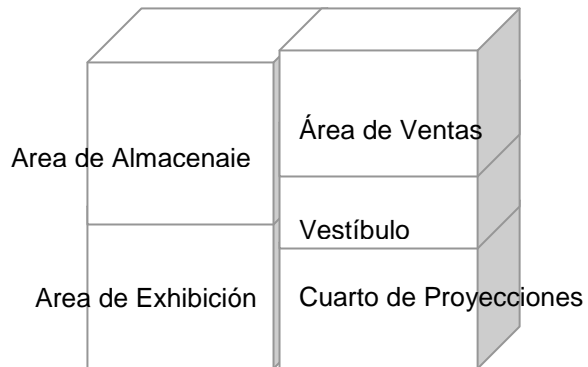 Área de Ventas
Area de Almacenaie
Vestíbulo
Area de Exhibición
Cuarto de Proyecciones